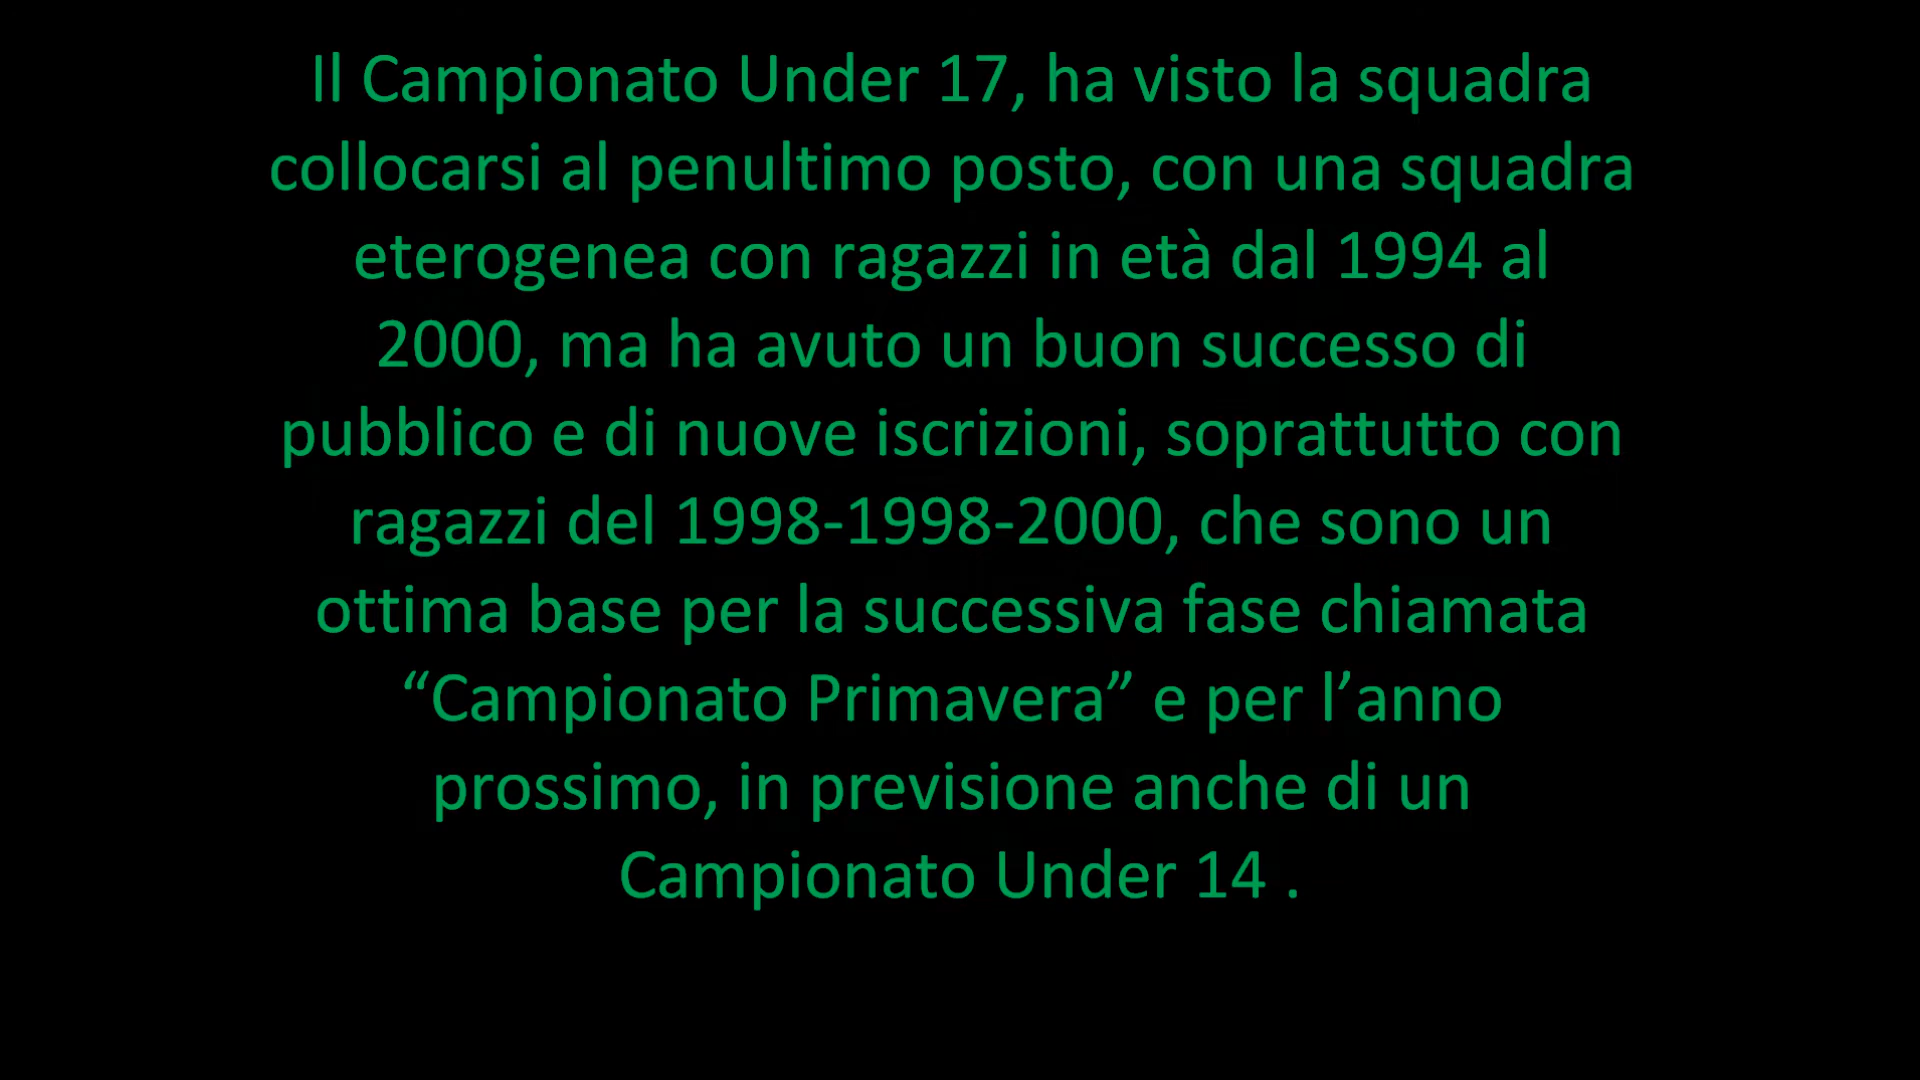 Il Campionato Under 17, ha visto la squadra
collocarsi al penultimo posto, con una squadra
eterogenea con ragazzi in età dal 1994 al
2000, ma ha avuto un buon successo di
pubblico e di nuove iscrizioni, soprattutto con
ragazzi del 1998-1998-2000, che sono un
ottima base per la successiva fase chiamata
“Campionato Primavera” e per l’anno
prossimo, in previsione anche di un
Campionato Under 14 .